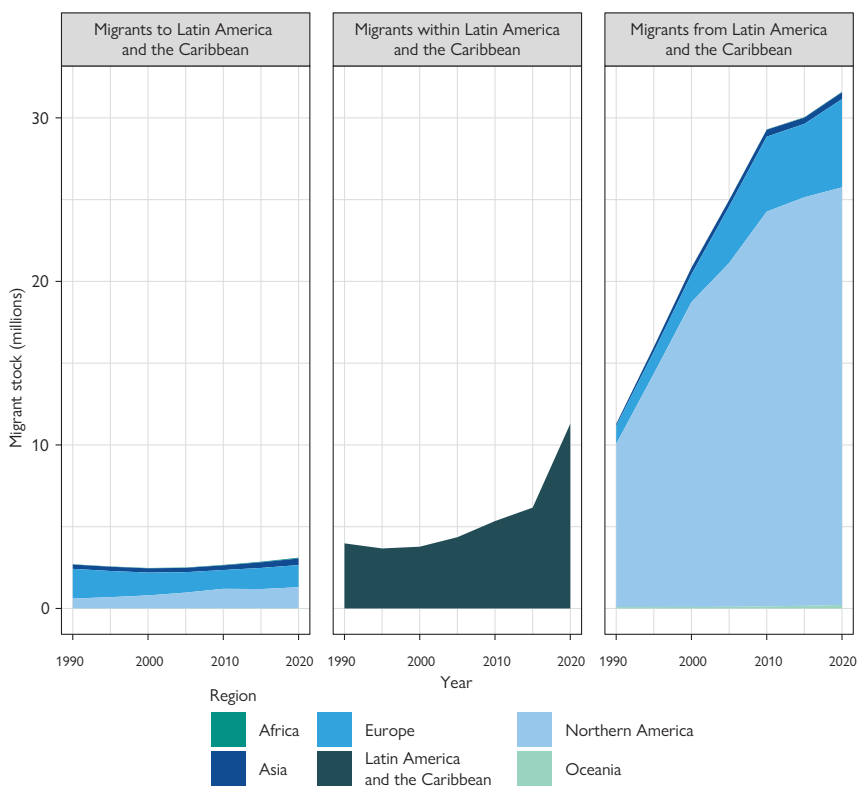 Migrants to Latin America
and the Caribbean
Migrants within Latin America
and the Caribbean
Migrants from Latin America
and the Caribbean
Migrant stock (millions)
30
20
10
0
1990 2000 2010 2020
1990 2000 2010 2020
1990 2000 2010 2020
Year
Region
Africa
Europe
Northern America
Asia
Latin America
and the Caribbean
Oceania